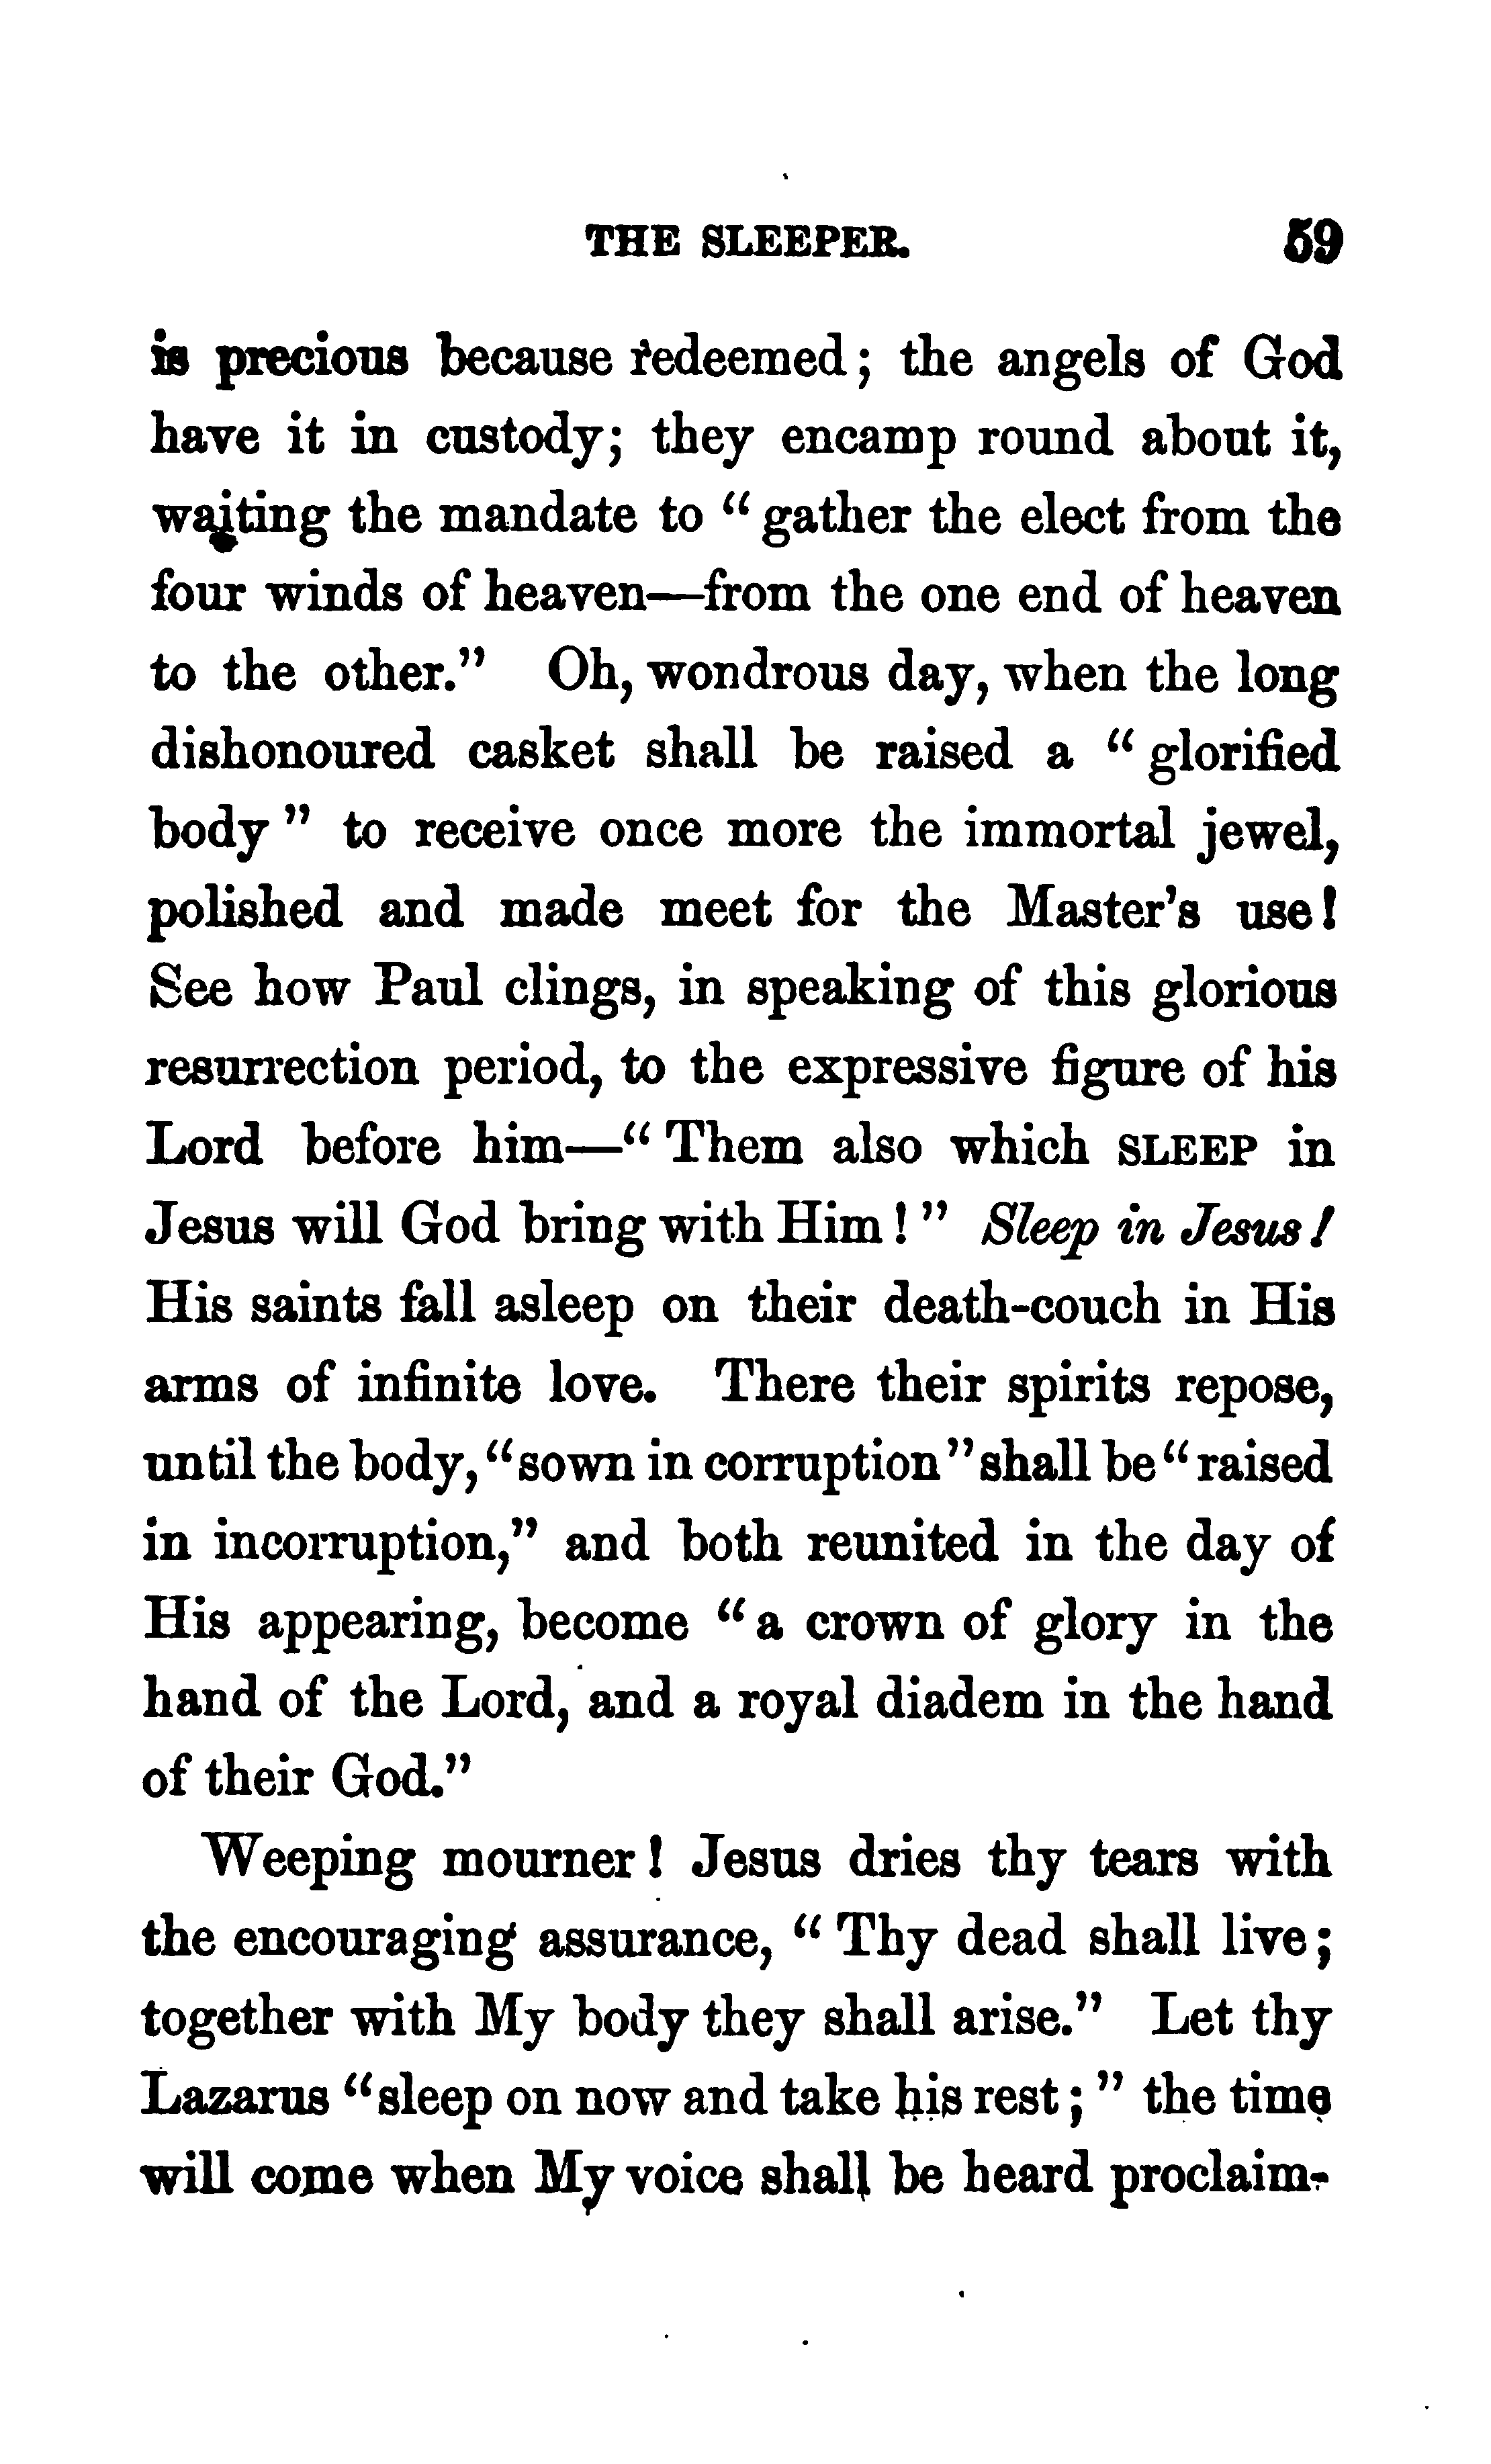 THE SLEEPER. 59
is precious because redeemed; the angels of God
have it in custody; they encamp round about it,
waiting the mandate to "gather the elect from the
four winds of heaven—from the one end of heaven
to the other." Oh, wondrous day, when the long
dishonoured casket shall be raised a "glorified
body" to receive once more the immortal jewel,
polished and made meet for the Master's use!
See how Paul clings, in speaking of this glorious
resurrection period, to the expressive figure of his
Lord before him—"Them also which SLEEP in
Jesus will God bring with Him!" Sleep in Jesus!
His saints fall asleep on their death-couch in His
arms of infinite love. There their spirits repose,
until the body, "sown in corruption" shall be "raised
in incorruption," and both reunited in the day of
His appearing, become "a crown of glory in the
hand of the Lord, and a royal diadem in the hand
of their God."
Weeping mourner! Jesus dries thy tears with
the encouraging assurance, "Thy dead shall live;
together with My body they shall arise." Let thy
Lazarus "sleep on now and take his rest;" the time
will come when My voice shall be heard proclaim-